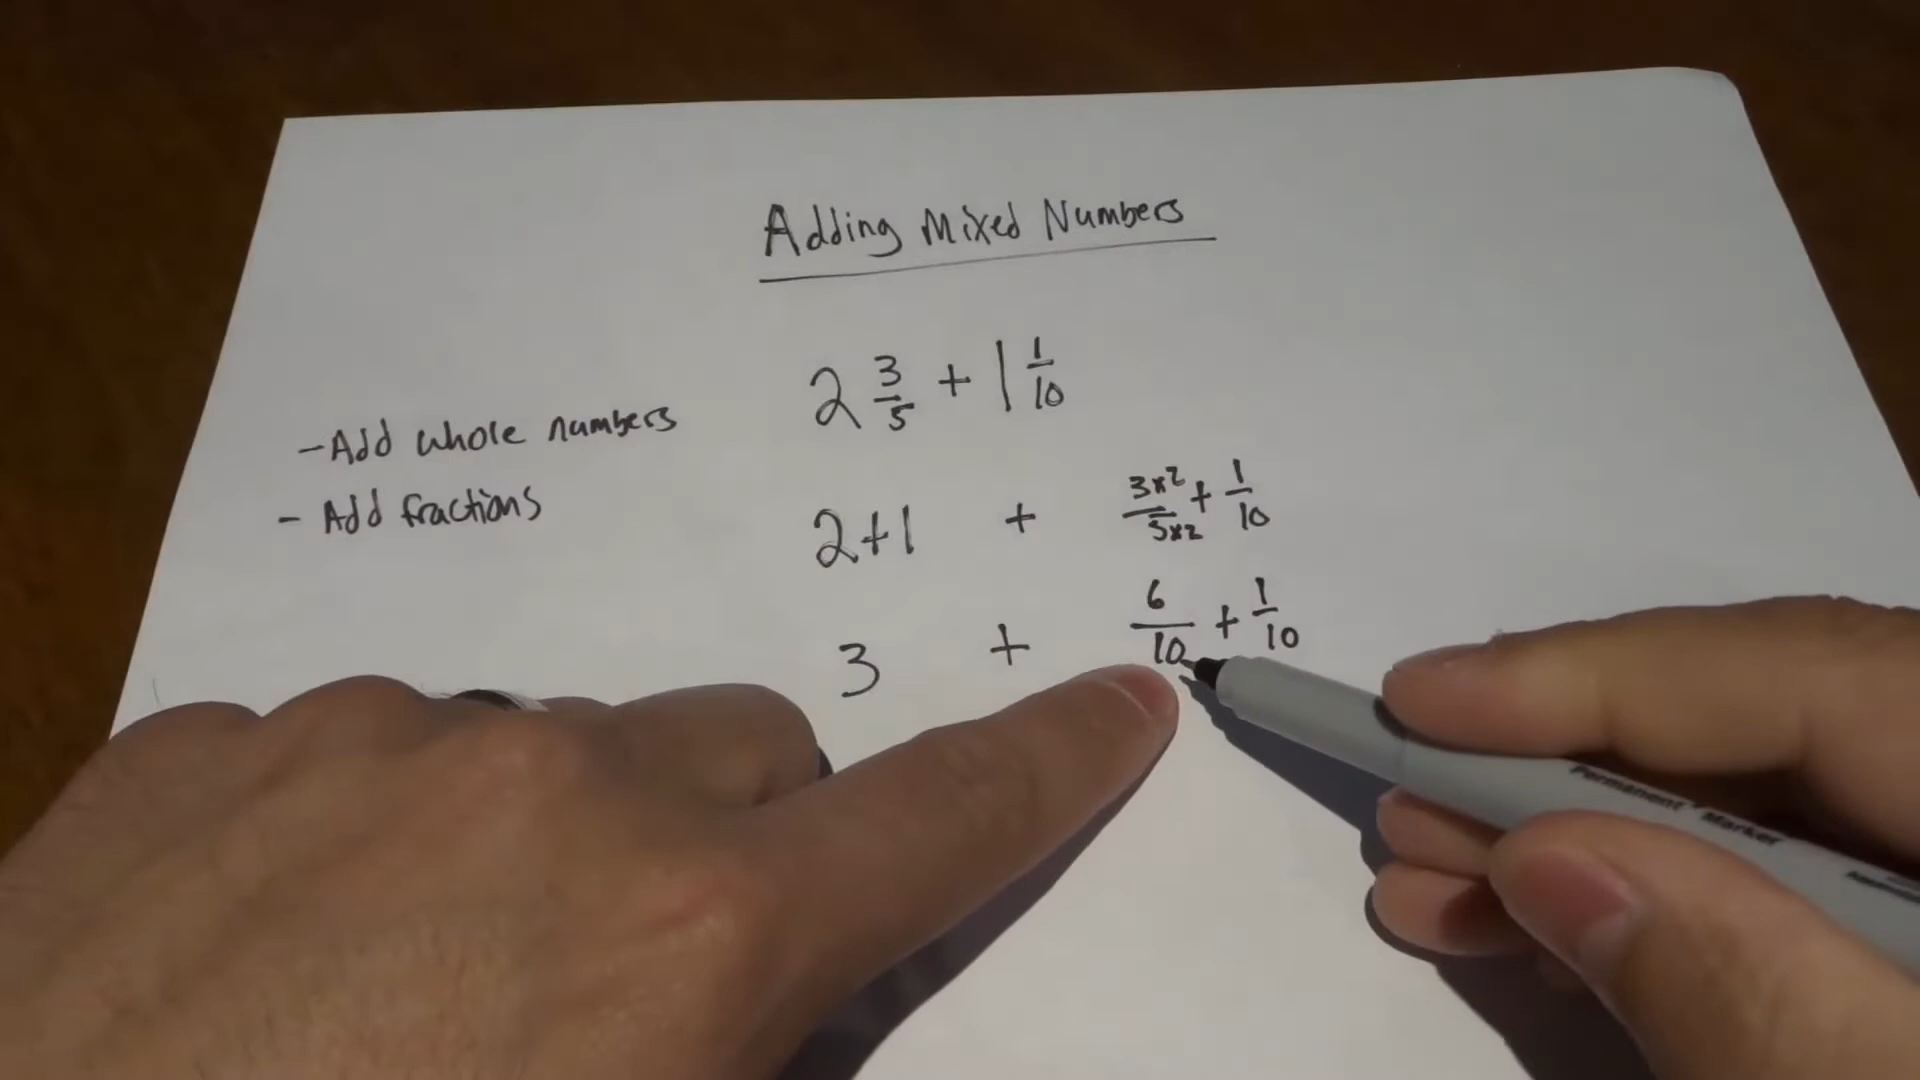 Adding Mixed Numbers
2 3/5 + 1 1/10
- Add whole numbers
- Add fractions
2+1 + 3x2/5x2 + 1/10
3 + 6/10 + 1/10
Permanent Marker